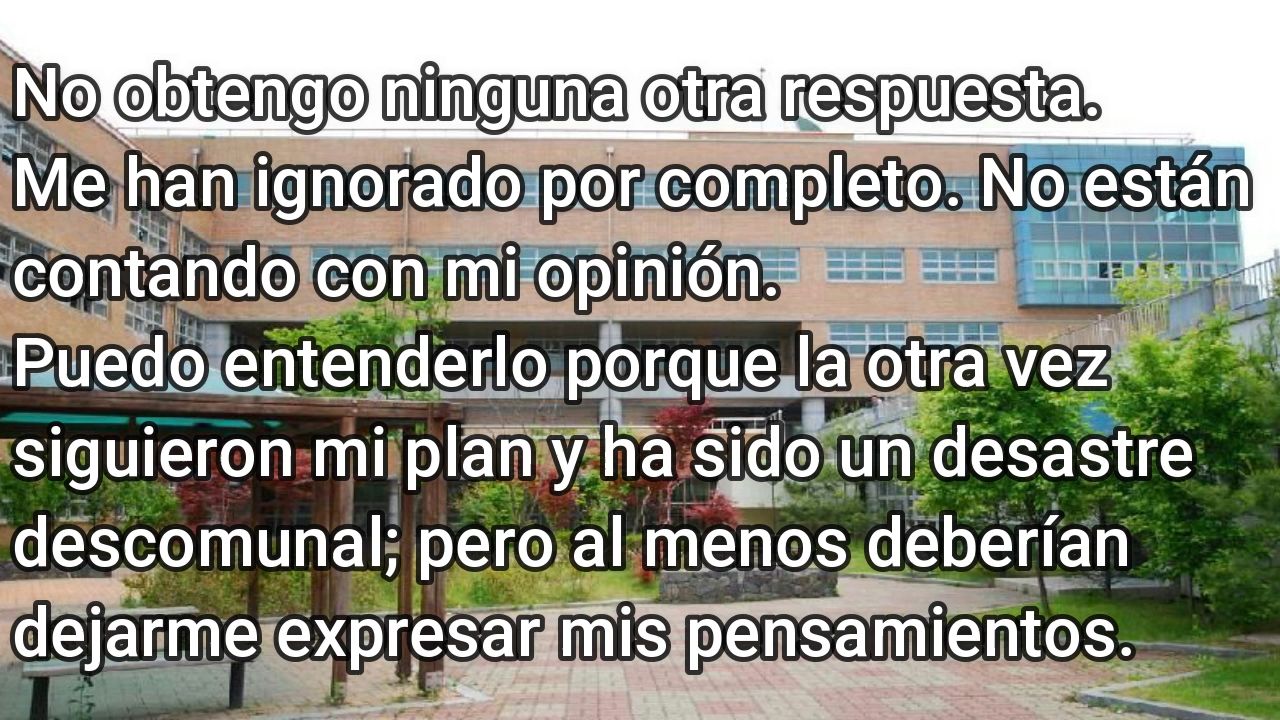 No obtengo ninguna otra respuesta.
Me han ignorado por completo. No están
contando con mi opinión.
Puedo entenderlo porque la otra vez
siguieron mi plan y ha sido un desastre
descomunal; pero al menos deberían
dejarme expresar mis pensamientos.